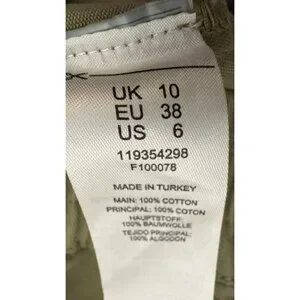 UK 10
EU 38
US 6
119354298
F100078
MADE IN TURKEY
MAIN: 100% COTTON
PRINCIPAL: 100% COTON
HAUPTSTOFF:
100% BAUMWOLLE
TEJIDO PRINCIPAL:
100% ALGODON